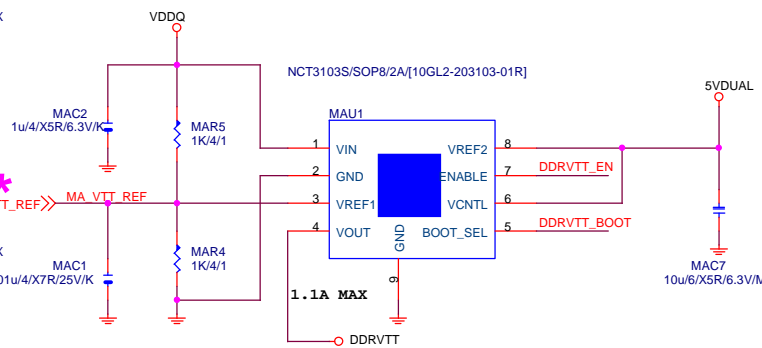 X
VDDQ
NCT3103S/SOP8/2A/[10GL2-203103-01R]
5VDUAL
MAC2
1u/4/X5R/6.3V/K
MAR5
1K/4/1
MAU1
1 VIN
VREF2 8
2 GND
ENABLE 7
DDRVTT_EN
*
T_REF
MA_VTT_REF
3 VREF1
VCNTL 6
4 VOUT
GND
BOOT_SEL 5
DDRVTT_BOOT
X
MAC1
01u/4/X7R/25V/K
MAR4
1K/4/1
9
MAC7
10u/6/X5R/6.3V/M
1.1A MAX
DDRVTT